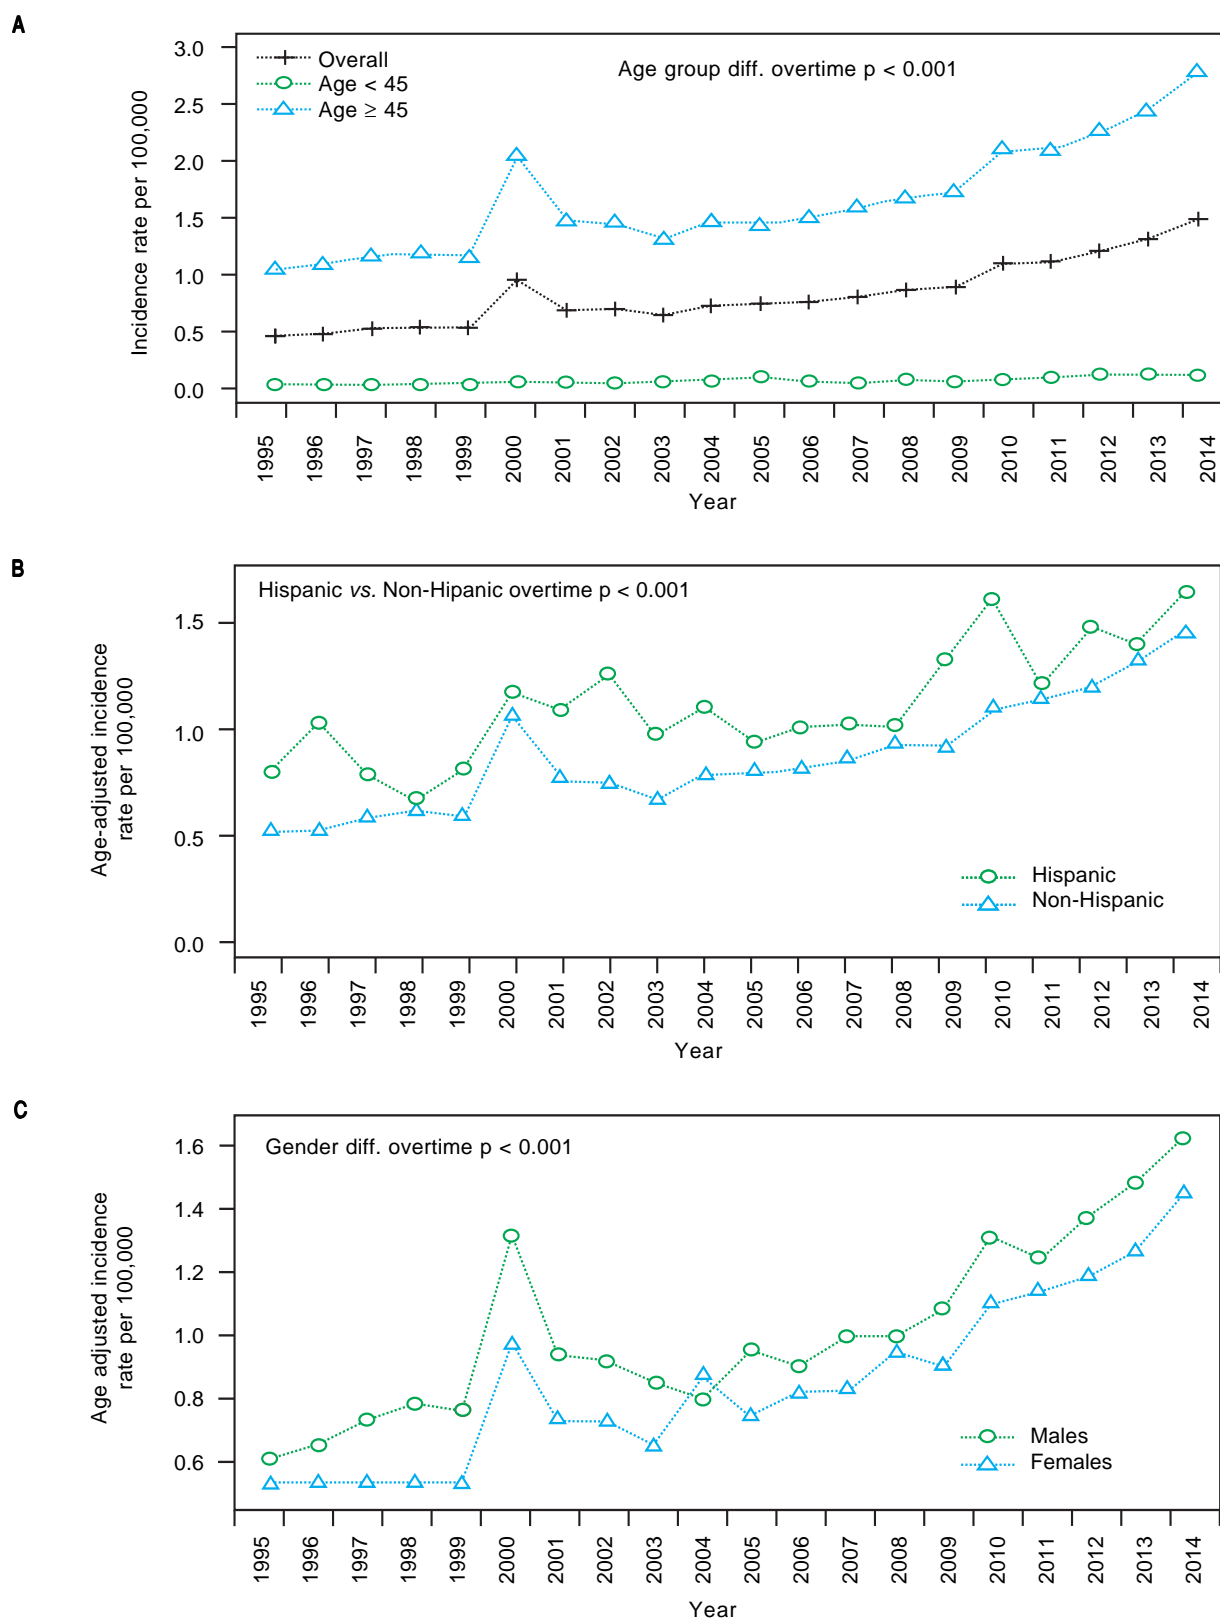 A
3.0
2.5
2.0
1.5
1.0
0.5
0.0
Incidence rate per 100,000
Overall
Age < 45
Age ≥ 45
Age group diff. overtime p < 0.001
1995 1996 1997 1998 1999 2000 2001 2002 2003 2004 2005 2006 2007 2008 2009 2010 2011 2012 2013 2014
Year
B
Hispanic vs. Non-Hipanic overtime p < 0.001
1.5
1.0
0.5
0.0
Age-adjusted incidence
rate per 100,000
Hispanic
Non-Hispanic
1995 1996 1997 1998 1999 2000 2001 2002 2003 2004 2005 2006 2007 2008 2009 2010 2011 2012 2013 2014
Year
C
Gender diff. overtime p < 0.001
1.6
1.4
1.2
1.0
0.8
0.6
Age adjusted incidence
rate per 100,000
Males
Females
1995 1996 1997 1998 1999 2000 2001 2002 2003 2004 2005 2006 2007 2008 2009 2010 2011 2012 2013 2014
Year